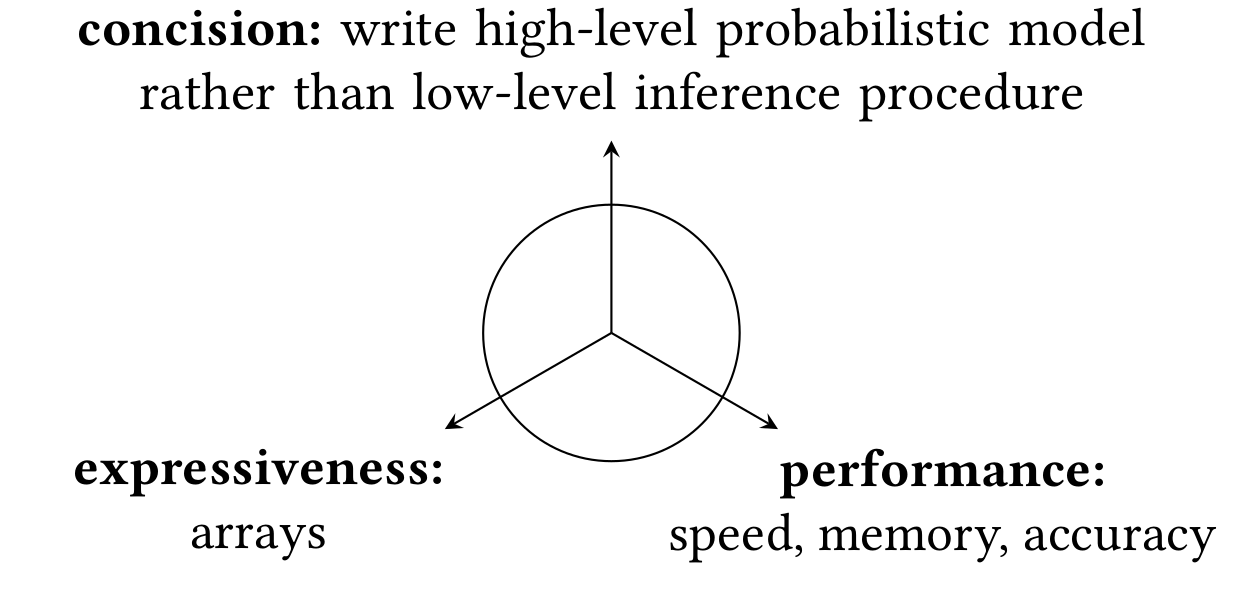 concision: write high-level probabilistic model
rather than low-level inference procedure
expressiveness:
arrays
performance:
speed, memory, accuracy